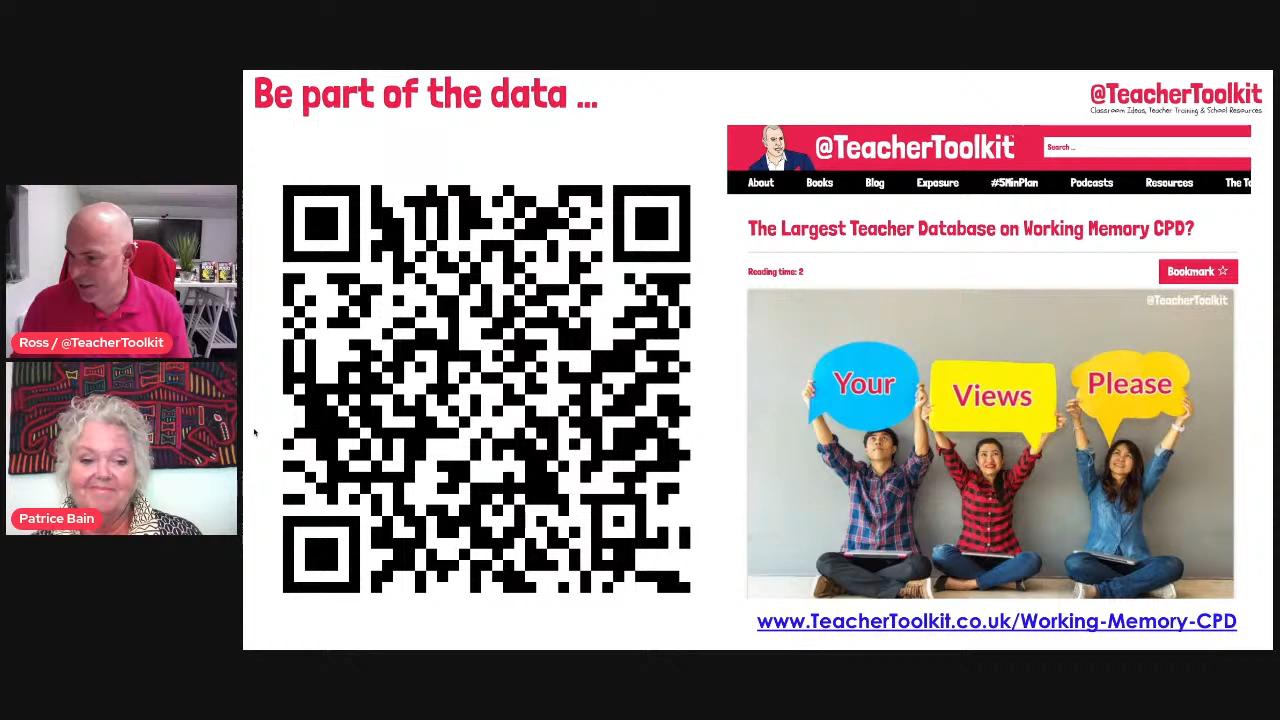 Be part of the data ...
@TeacherToolkit
Classroom Ideas, Teacher Training & School Resources
@TeacherToolkit
Search ...
About Books Blog Exposure #5MinPlan Podcasts Resources The To
The Largest Teacher Database on Working Memory CPD?
Reading time: 2
Bookmark ☆
@TeacherToolkit
Your Views Please
www.TeacherToolkit.co.uk/Working-Memory-CPD
Ross / @TeacherToolkit
Patrice Bain